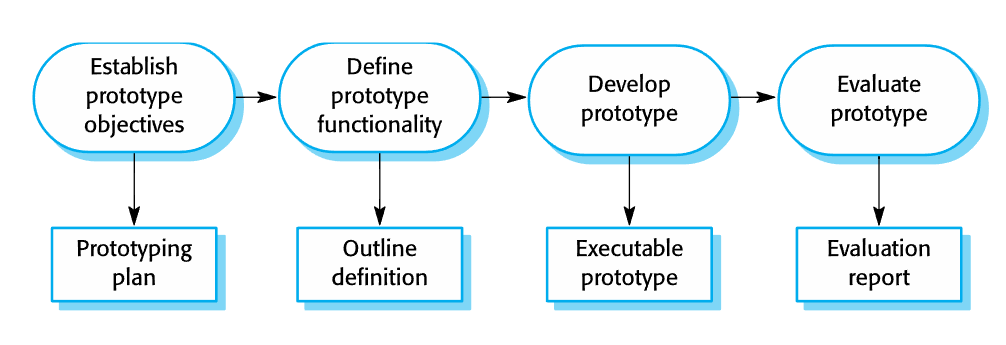 Establish
prototype
objectives
Define
prototype
functionality
Develop
prototype
Evaluate
prototype
Prototyping
plan
Outline
definition
Executable
prototype
Evaluation
report